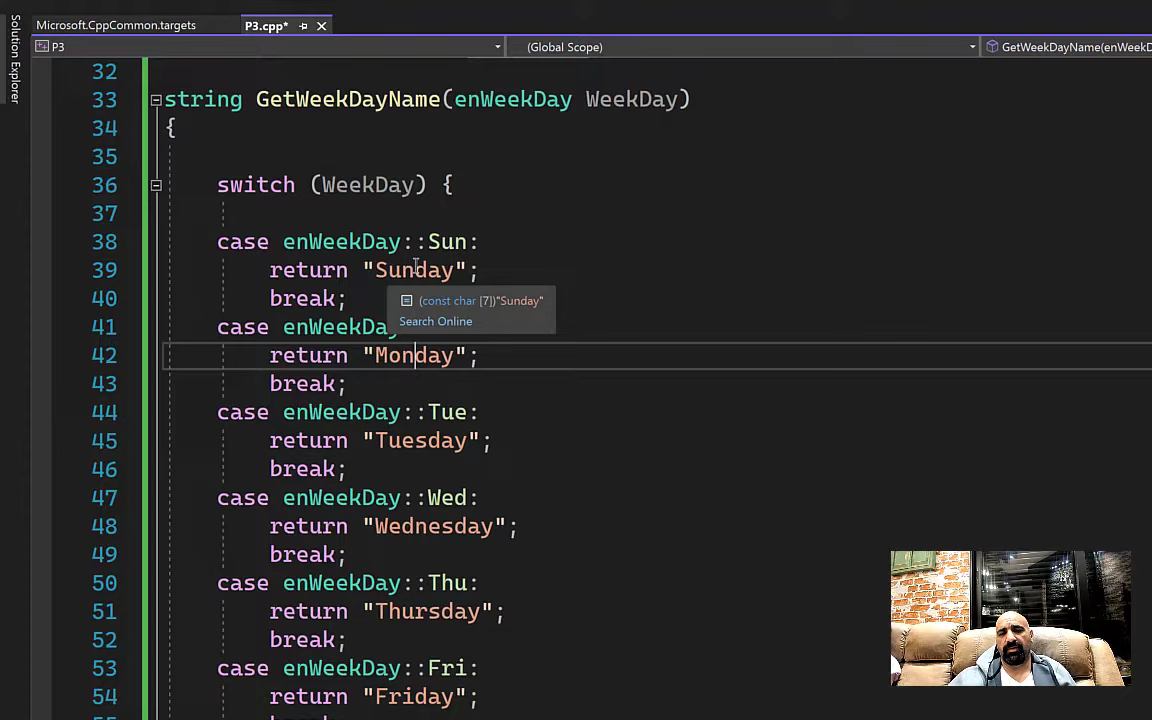 Solution Explorer
Microsoft.CppCommon.targets
P3.cpp*
P3
(Global Scope)
GetWeekDayName(enWeekD
32
33 string GetWeekDayName(enWeekDay WeekDay)
34 {
35
36 switch (WeekDay) {
37
38 case enWeekDay::Sun:
39 return "Sunday";
40 break;
(const char [7])"Sunday"
Search Online
41 case enWeekDay
42 return "Monday";
43 break;
44 case enWeekDay::Tue:
45 return "Tuesday";
46 break;
47 case enWeekDay::Wed:
48 return "Wednesday";
49 break;
50 case enWeekDay::Thu:
51 return "Thursday";
52 break;
53 case enWeekDay::Fri:
54 return "Friday";